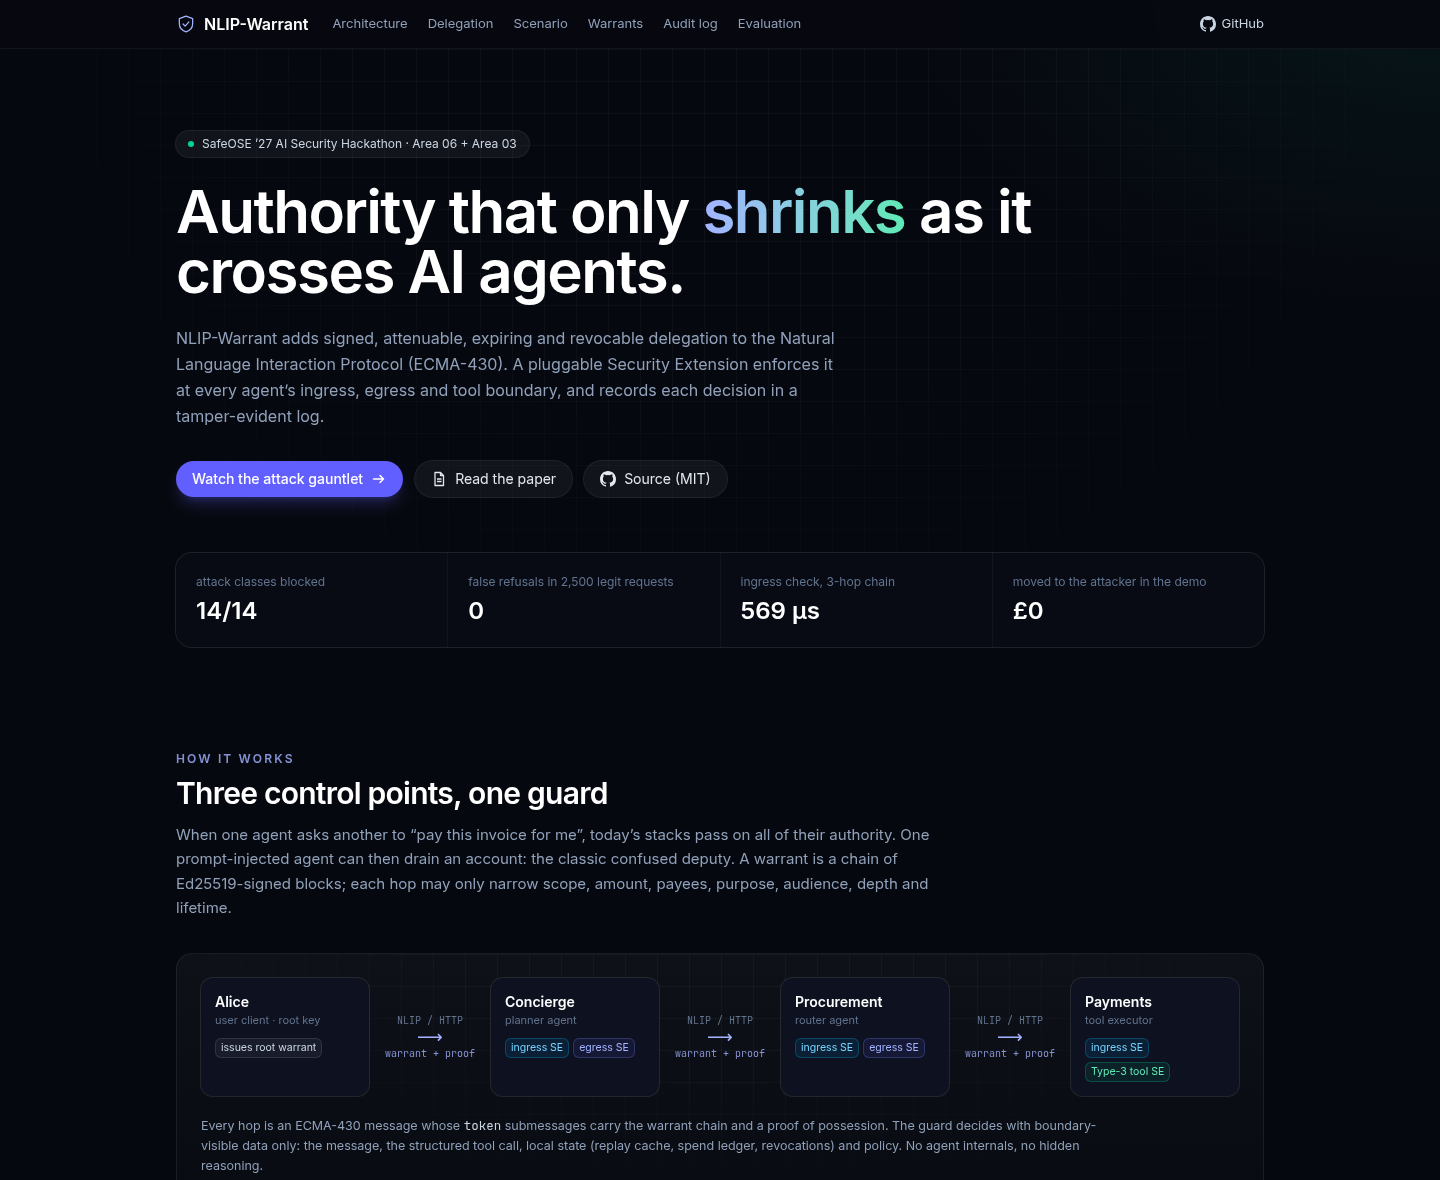 NLIP-Warrant Architecture Delegation Scenario Warrants Audit log Evaluation GitHub
SafeOSE ’27 AI Security Hackathon · Area 06 + Area 03
Authority that only shrinks as it
crosses AI agents.
NLIP-Warrant adds signed, attenuable, expiring and revocable delegation to the Natural
Language Interaction Protocol (ECMA-430). A pluggable Security Extension enforces it
at every agent’s ingress, egress and tool boundary, and records each decision in a
tamper-evident log.
Watch the attack gauntlet → Read the paper Source (MIT)
attack classes blocked
14/14
false refusals in 2,500 legit requests
0
ingress check, 3-hop chain
569 µs
moved to the attacker in the demo
£0
HOW IT WORKS
Three control points, one guard
When one agent asks another to “pay this invoice for me”, today’s stacks pass on all of their authority. One
prompt-injected agent can then drain an account: the classic confused deputy. A warrant is a chain of
Ed25519-signed blocks; each hop may only narrow scope, amount, payees, purpose, audience, depth and
lifetime.
Alice
user client · root key
issues root warrant
NLIP / HTTP
⟶
warrant + proof
Concierge
planner agent
ingress SE egress SE
NLIP / HTTP
⟶
warrant + proof
Procurement
router agent
ingress SE egress SE
NLIP / HTTP
⟶
warrant + proof
Payments
tool executor
ingress SE
Type-3 tool SE
Every hop is an ECMA-430 message whose token submessages carry the warrant chain and a proof of possession. The guard decides with boundary-
visible data only: the message, the structured tool call, local state (replay cache, spend ledger, revocations) and policy. No agent internals, no hidden
reasoning.